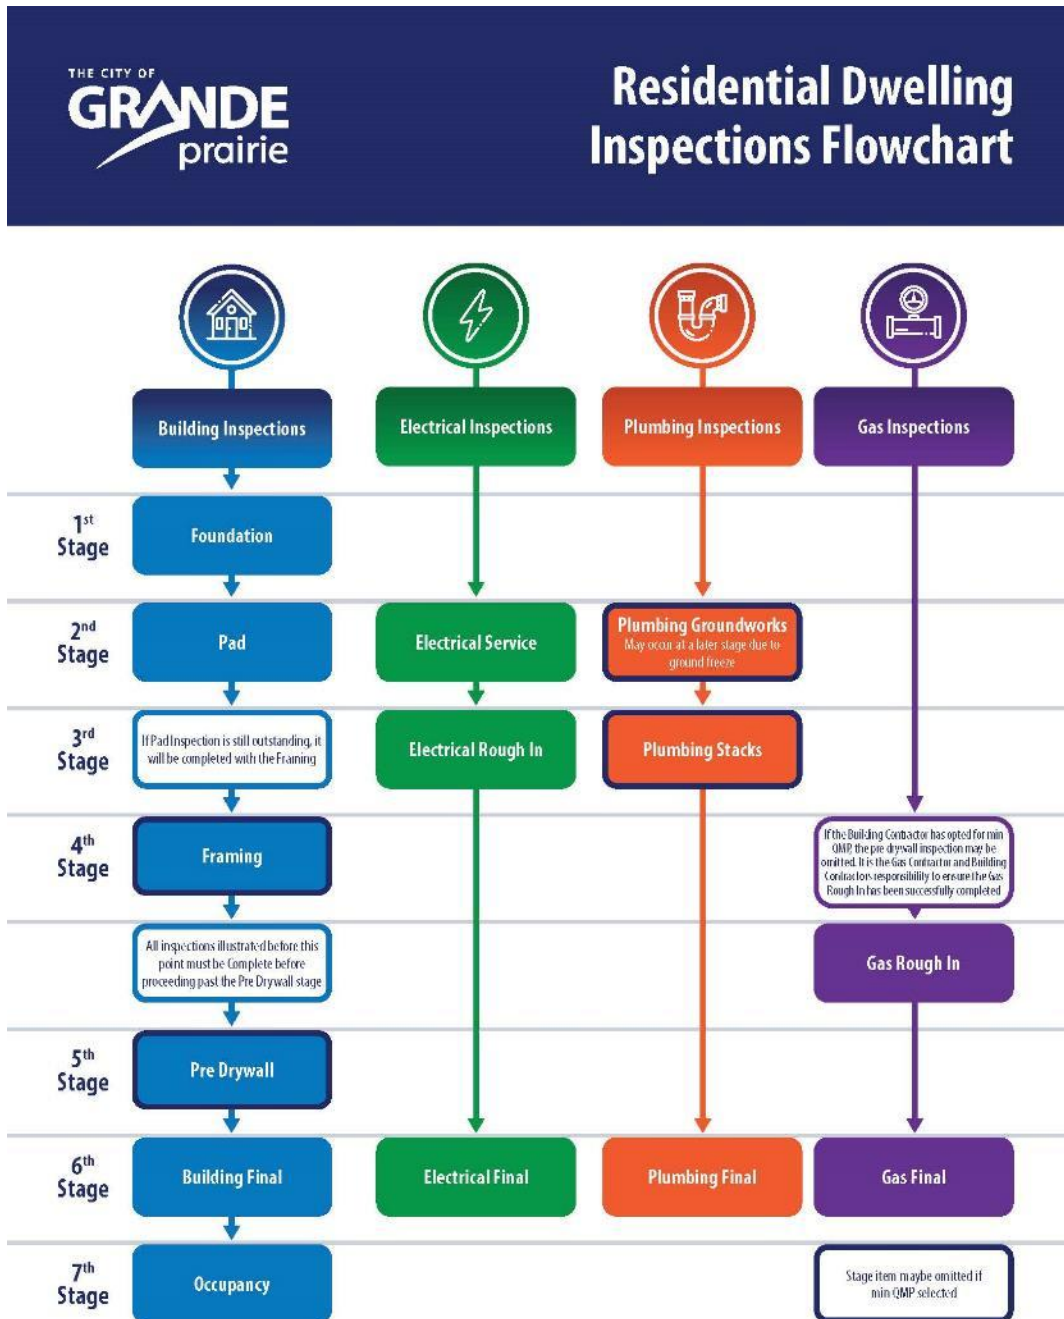 THE CITY OF
GRANDE
prairie
Residential Dwelling
Inspections Flowchart
Building Inspections
Electrical Inspections
Plumbing Inspections
Gas Inspections
1st
Stage
Foundation
2nd
Stage
Pad
Electrical Service
Plumbing Groundworks
May occur at a later stage due to
ground freeze
3rd
Stage
If Pad Inspection is still outstanding, it
will be completed with the Framing
Electrical Rough In
Plumbing Stacks
4th
Stage
Framing
If the Building Contractor has opted for min
QMP, the pre drywall inspection may be
omitted. It is the Gas Contractor and Building
Contractors responsibility to ensure the Gas
Rough In has been successfully completed
All inspections illustrated before this
point must be Complete before
proceeding past the Pre Drywall stage
Gas Rough In
5th
Stage
Pre Drywall
6th
Stage
Building Final
Electrical Final
Plumbing Final
Gas Final
7th
Stage
Occupancy
Stage item maybe omitted if
min QMP selected